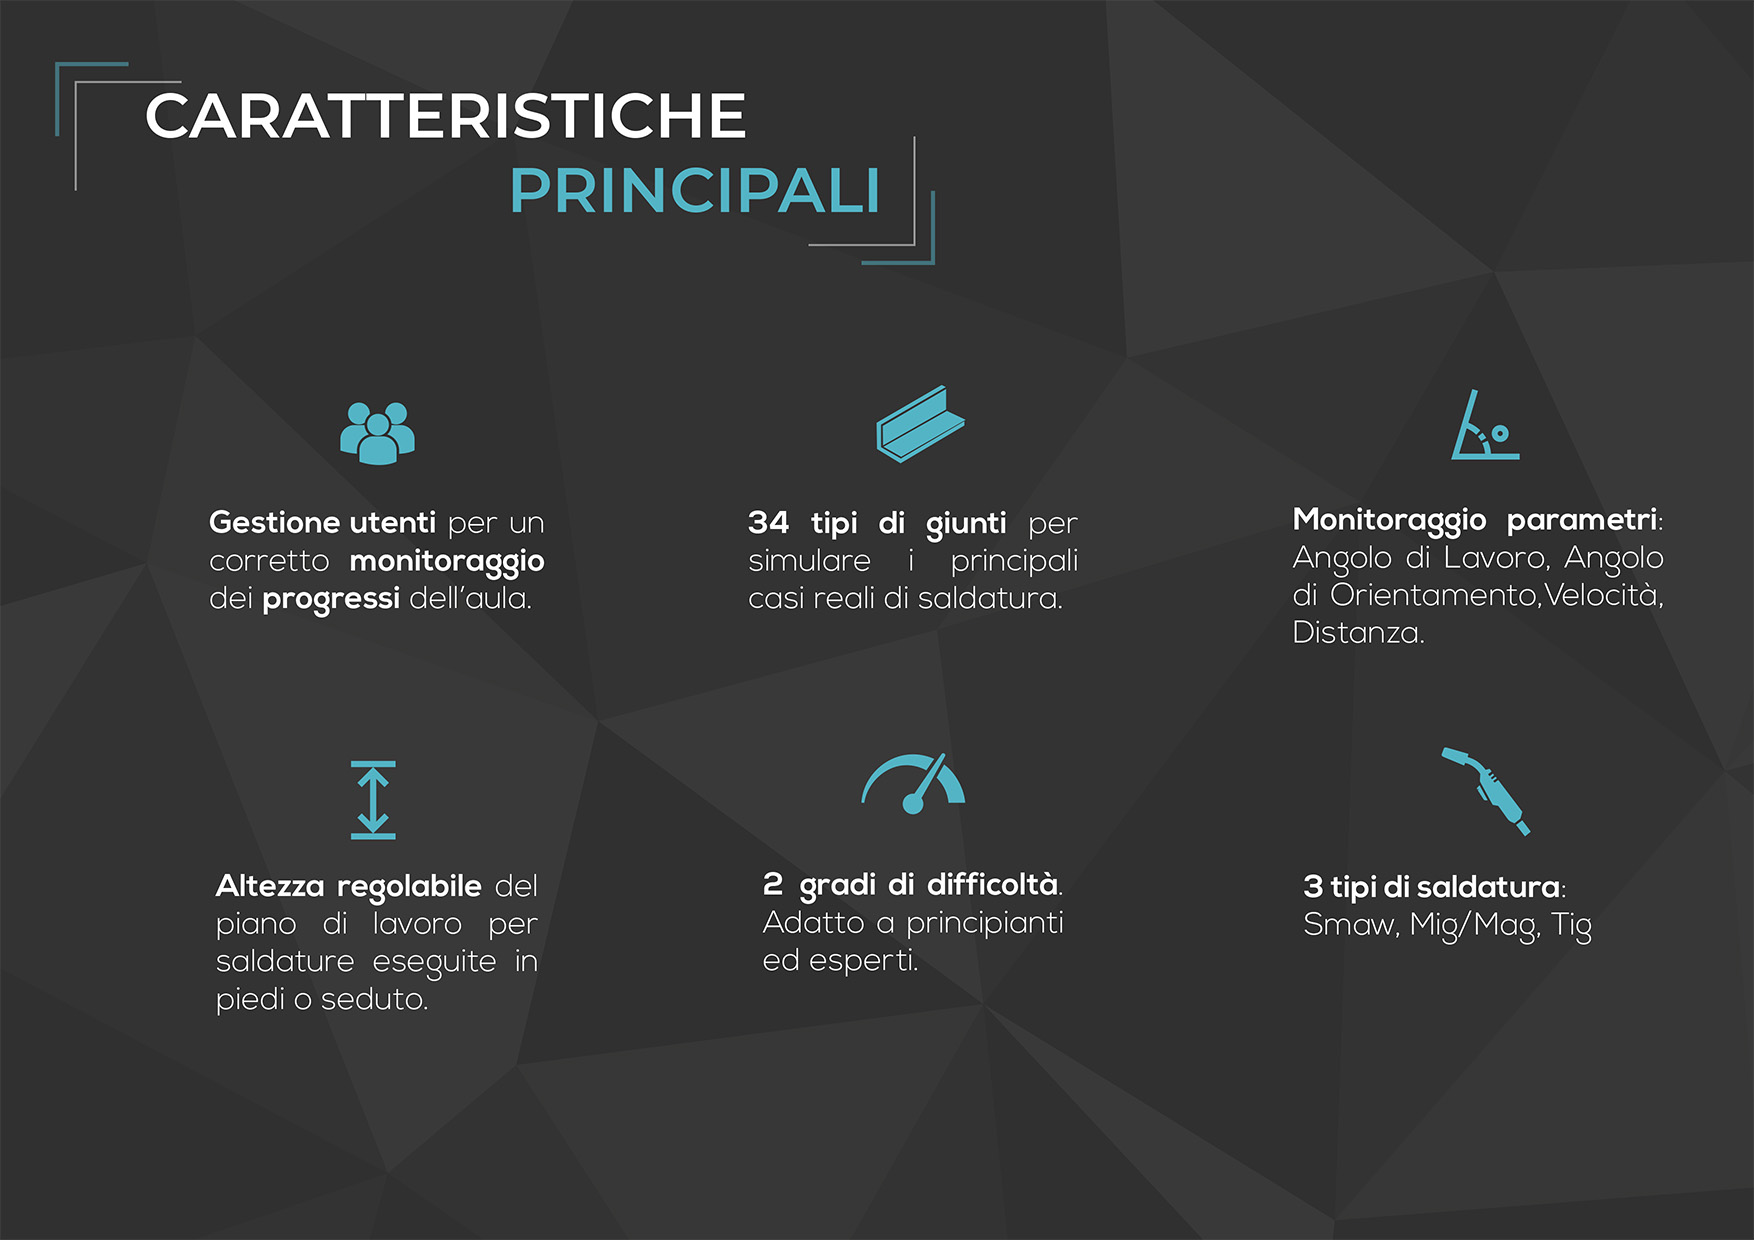 CARATTERISTICHE
PRINCIPALI
Gestione utenti per un
corretto monitoraggio
dei progressi dell'aula.
34 tipi di giunti per
simulare i principali
casi reali di saldatura.
Monitoraggio parametri:
Angolo di Lavoro, Angolo
di Orientamento,Velocità,
Distanza.
Altezza regolabile del
piano di lavoro per
saldature eseguite in
piedi o seduto.
2 gradi di difficoltà.
Adatto a principianti
ed esperti.
3 tipi di saldatura:
Smaw, Mig/Mag, Tig